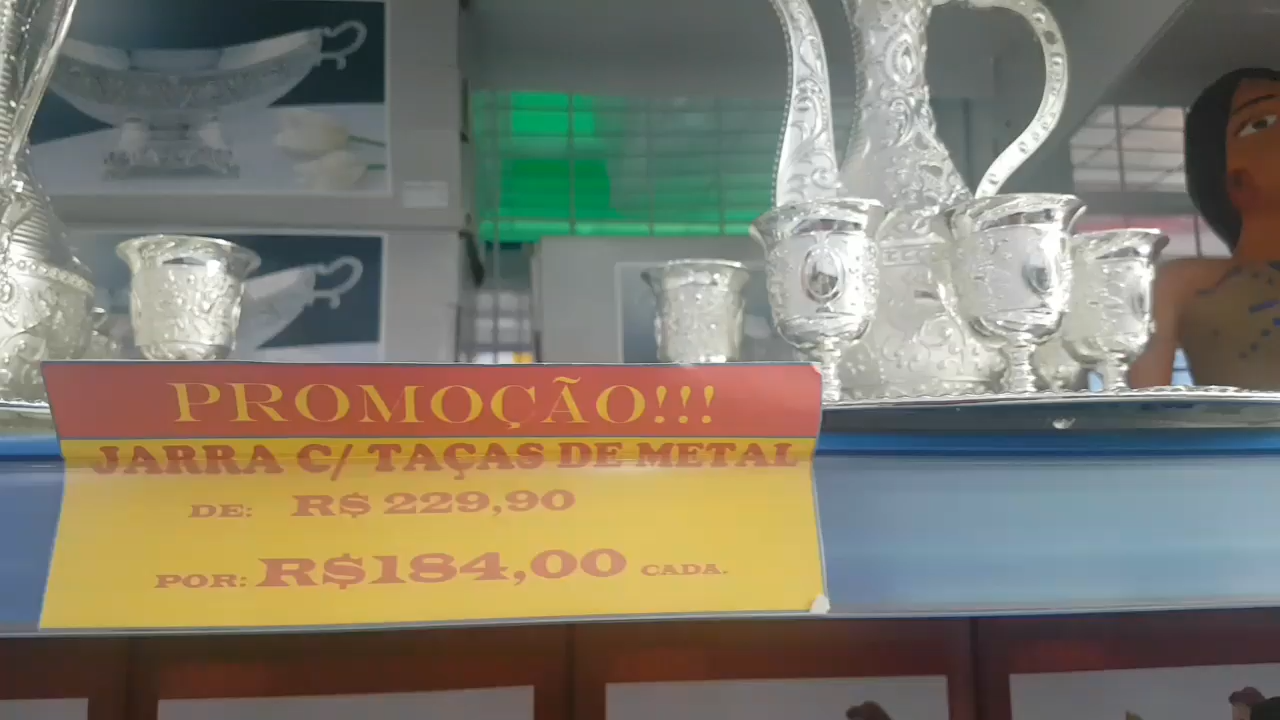 PROMOÇÃO!!!
JARRA C/ TAÇAS DE METAL
DE: R$ 229,90
POR: R$184,00 CADA.